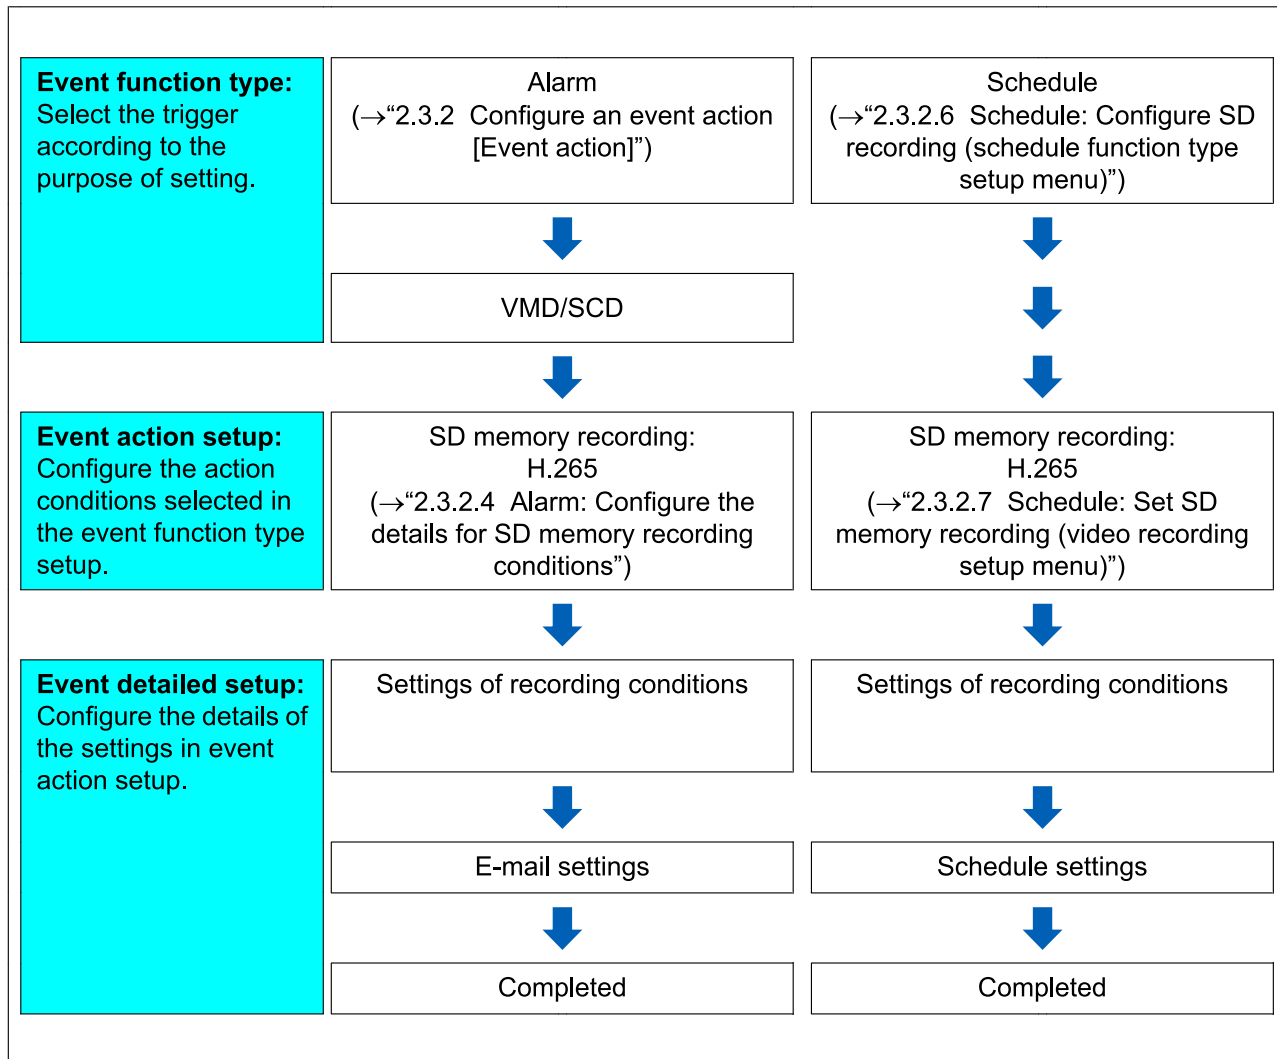 Event function type:
Select the trigger
according to the
purpose of setting.
Alarm
(→“2.3.2 Configure an event action
[Event action]”)
Schedule
(→“2.3.2.6 Schedule: Configure SD
recording (schedule function type
setup menu)”)
VMD/SCD
Event action setup:
Configure the action
conditions selected in
the event function type
setup.
SD memory recording:
H.265
(→“2.3.2.4 Alarm: Configure the
details for SD memory recording
conditions”)
SD memory recording:
H.265
(→“2.3.2.7 Schedule: Set SD
memory recording (video recording
setup menu)”)
Event detailed setup:
Configure the details of
the settings in event
action setup.
Settings of recording conditions
Settings of recording conditions
E-mail settings
Schedule settings
Completed
Completed